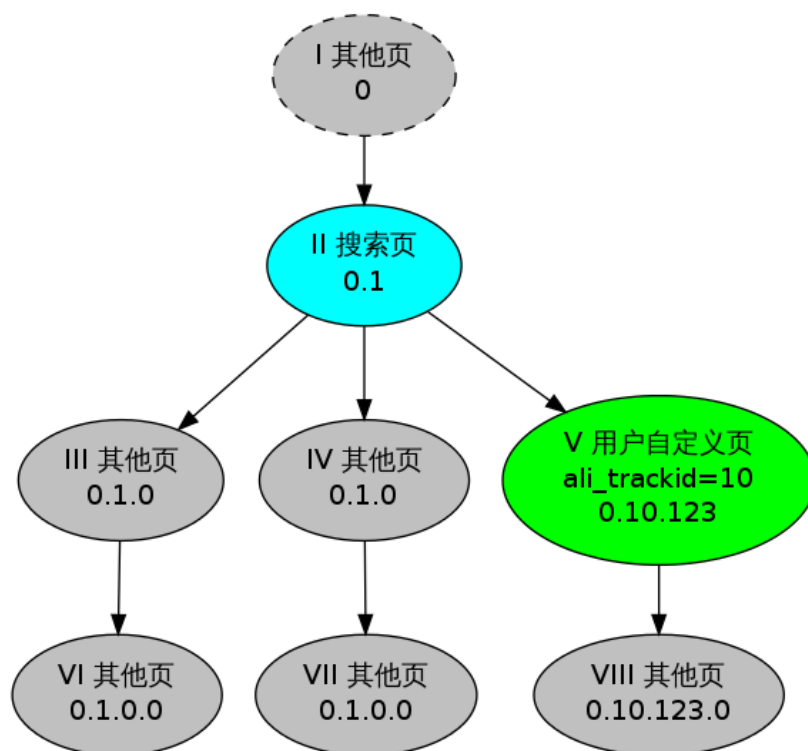 I 其他页
0
II 搜索页
0.1
III 其他页
0.1.0
IV 其他页
0.1.0
V 用户自定义页
ali_trackid=10
0.10.123
VI 其他页
0.1.0.0
VII 其他页
0.1.0.0
VIII 其他页
0.10.123.0